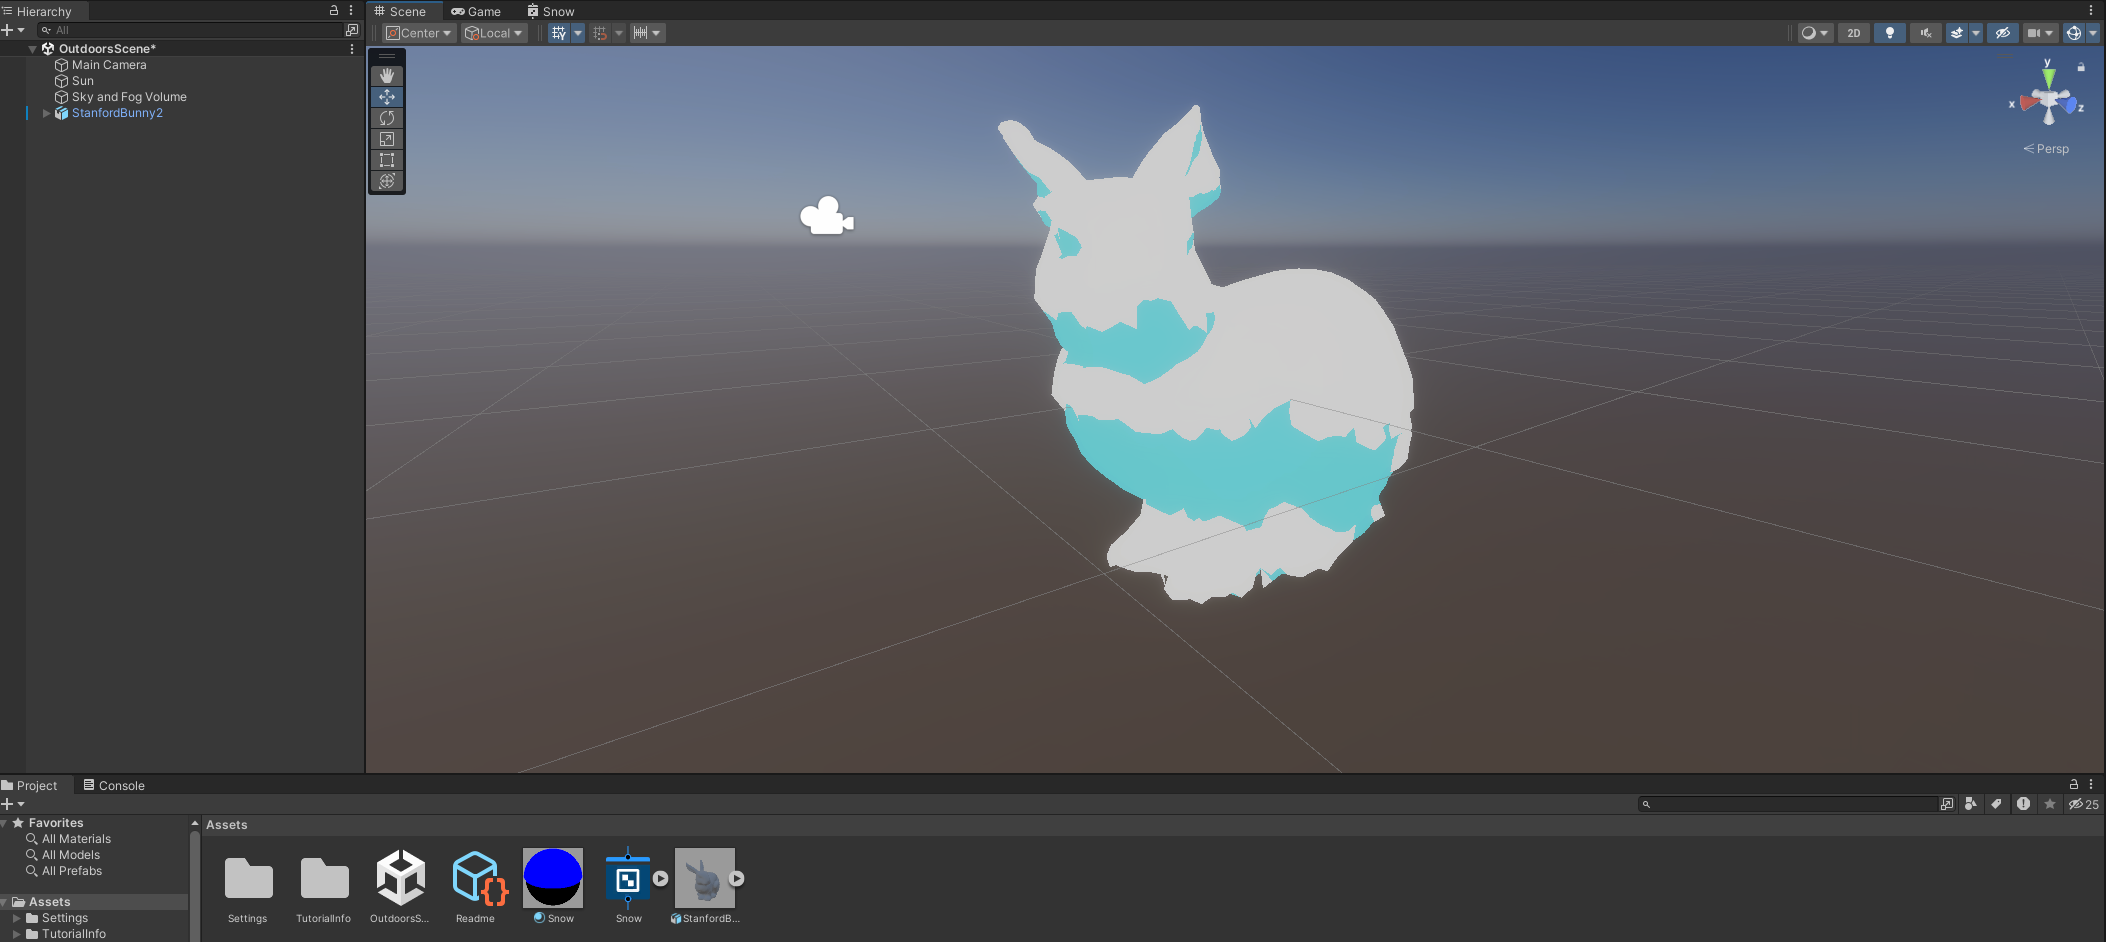 Hierarchy
All
OutdoorsScene*
Main Camera
Sun
Sky and Fog Volume
StanfordBunny2
Scene
Game
Snow
Center
Local
2D
y
x
z
Persp
Project
Console
25
Favorites
All Materials
All Models
All Prefabs
Assets
Settings
TutorialInfo
Assets
Settings
TutorialInfo
OutdoorsS...
Readme
Snow
Snow
StanfordB...